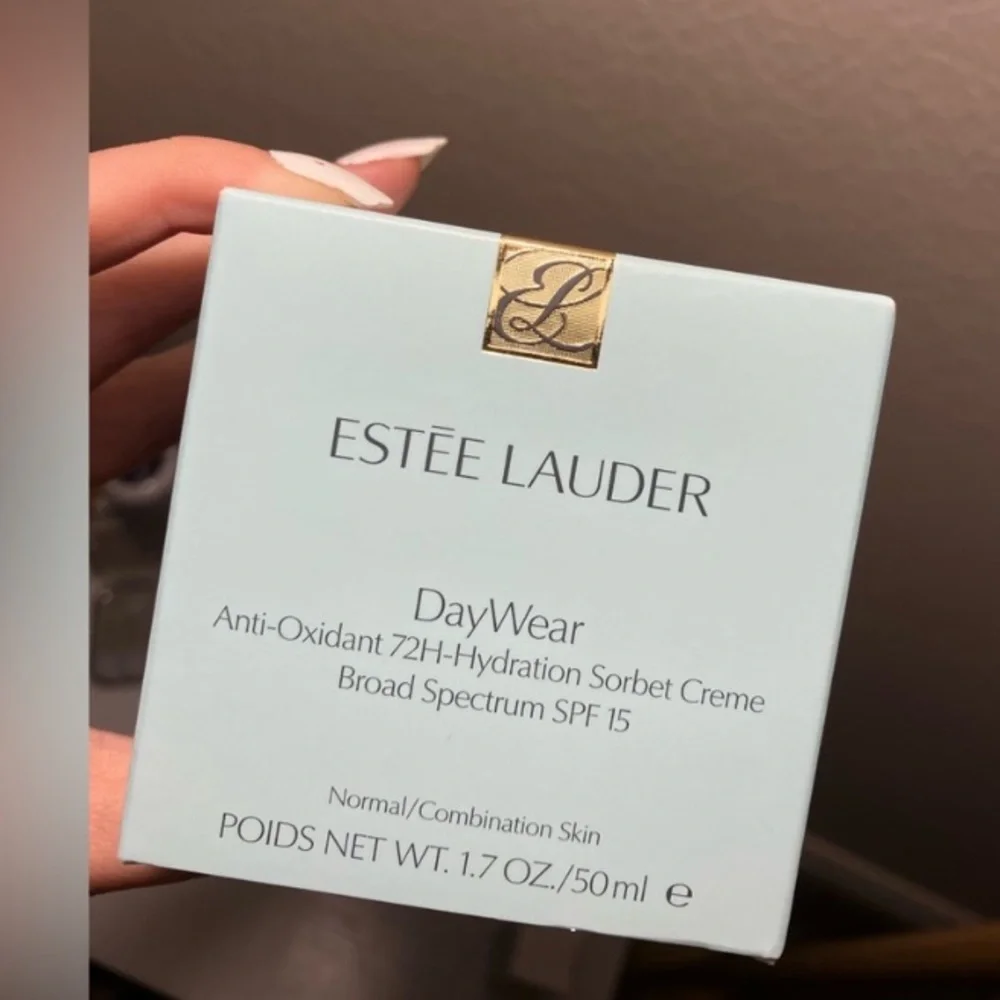 EL
ESTĒE LAUDER
DayWear
Anti-Oxidant 72H-Hydration Sorbet Creme
Broad Spectrum SPF 15
Normal/Combination Skin
POIDS NET WT. 1.7 OZ./50ml ℮